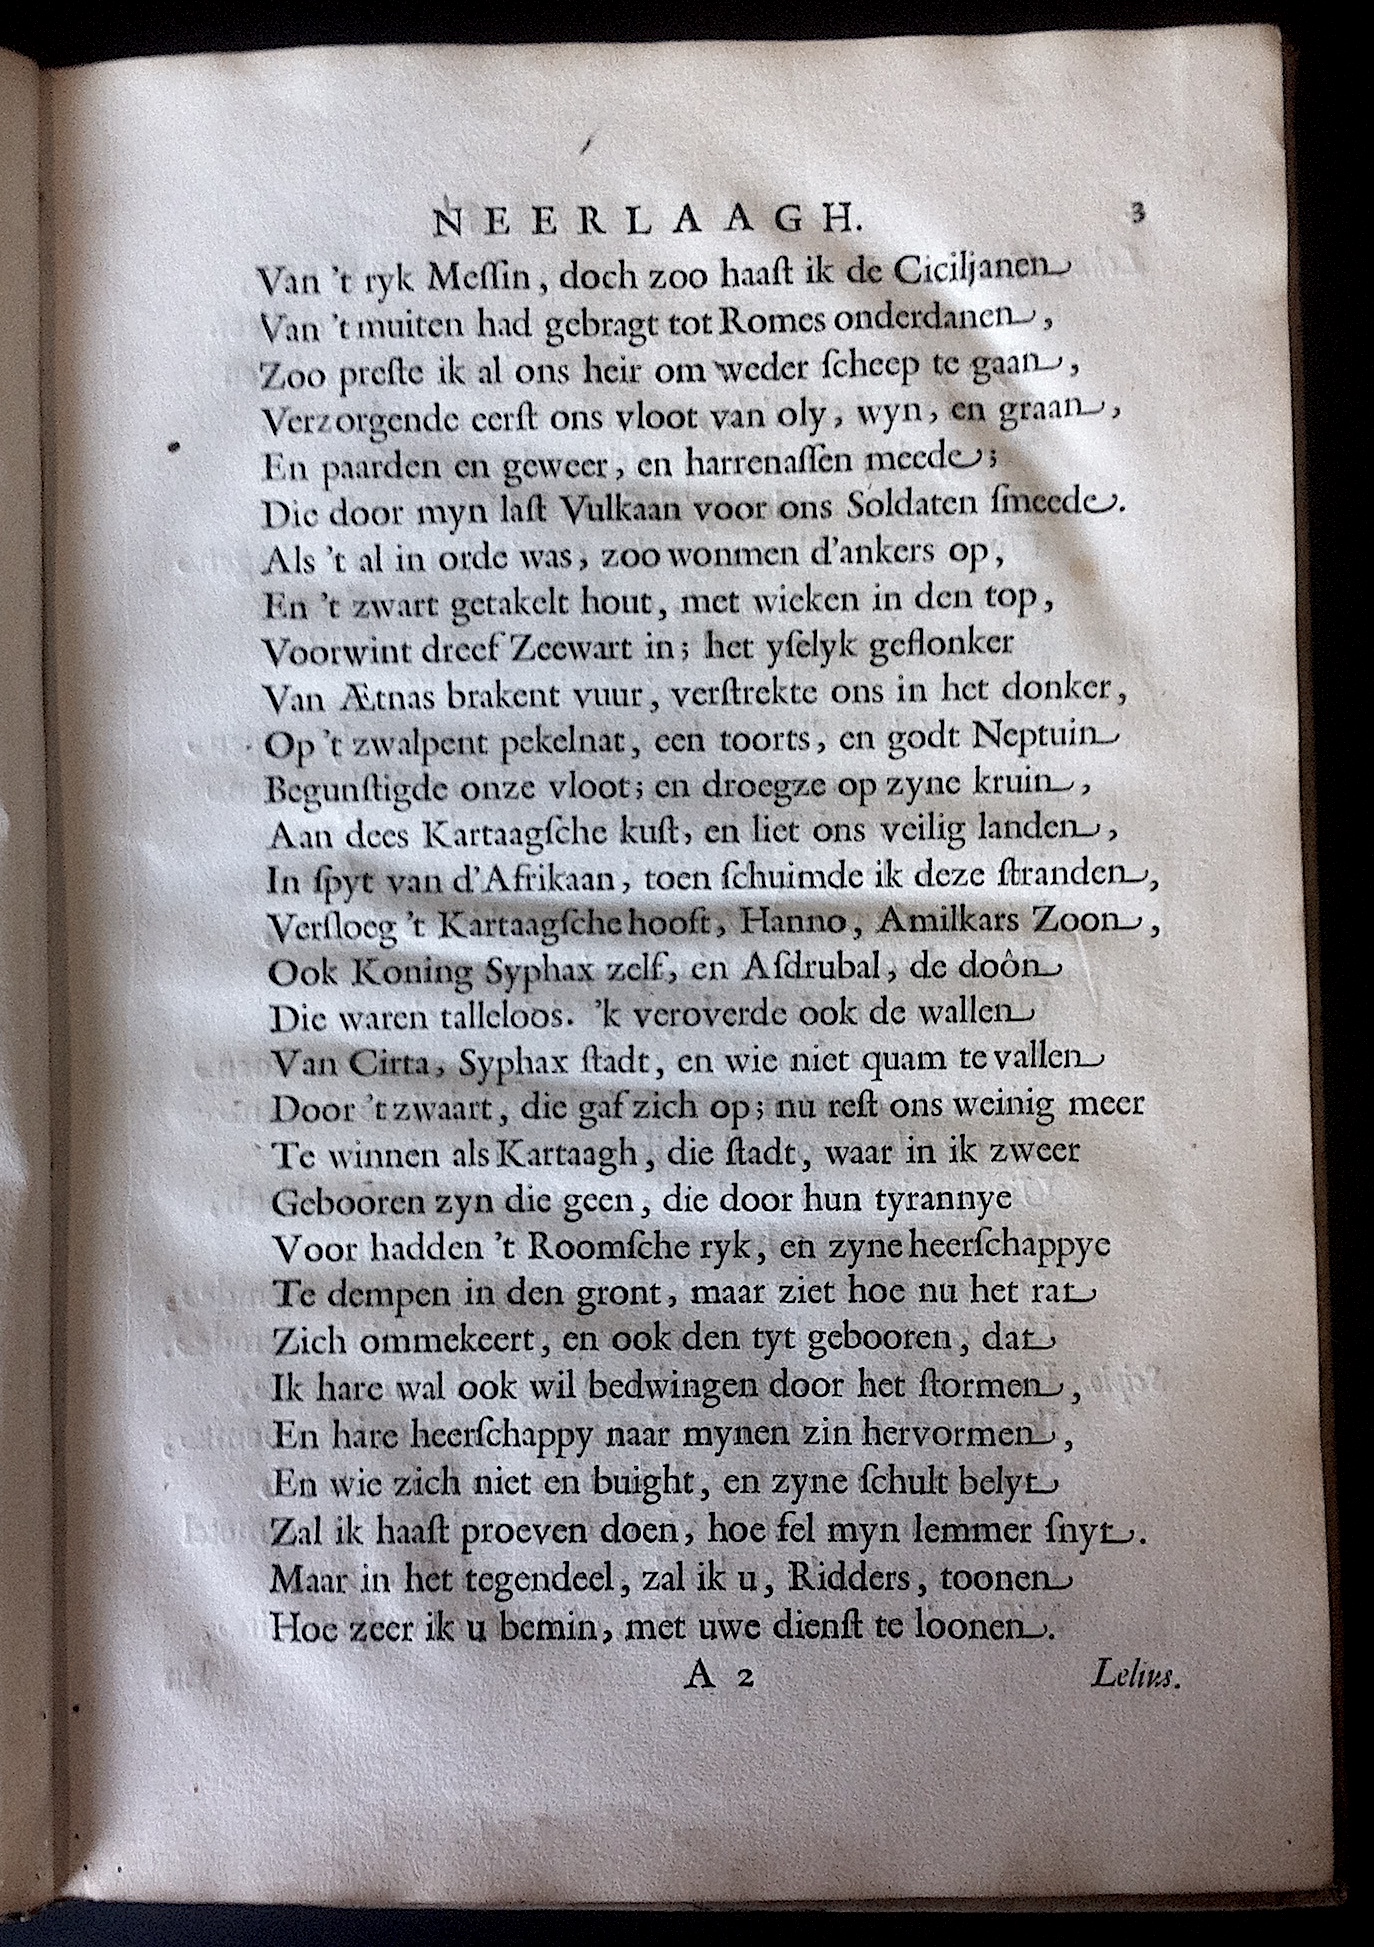 NEERLAAGH. 3
Van 't ryk Meſſin, doch zoo haaſt ik de Ciciljanen
Van 't muiten had gebragt tot Romes onderdanen,
Zoo preſte ik al ons heir om weder ſcheep te gaan,
Verzorgende eerſt ons vloot van oly, wyn, en graan,
En paarden en geweer, en harrenaſſen meede;
Die door myn laſt Vulkaan voor ons Soldaten ſmeede.
Als 't al in orde was, zoo wonmen d'ankers op,
En 't zwart getakelt hout, met wieken in den top,
Voorwint dreef Zeewart in; het yſelyk geflonker
Van Ætnas brakent vuur, verſtrekte ons in het donker,
Op 't zwalpent pekelnat, een toorts, en godt Neptuin
Begunſtigde onze vloot; en droegze op zyne kruin,
Aan dees Kartaagſche kuſt, en liet ons veilig landen,
In ſpyt van d'Afrikaan, toen ſchuimde ik deze ſtranden,
Verſloeg 't Kartaagſche hooft, Hanno, Amilkars Zoon,
Ook Koning Syphax zelf, en Aſdrubal, de doôn
Die waren talleloos. 'k veroverde ook de wallen
Van Cirta, Syphax ſtadt, en wie niet quam te vallen
Door 't zwaart, die gaf zich op; nu reſt ons weinig meer
Te winnen als Kartaagh, die ſtadt, waar in ik zweer
Gebooren zyn die geen, die door hun tyrannye
Voor hadden 't Roomſche ryk, en zyne heerſchappye
Te dempen in den gront, maar ziet hoe nu het rat
Zich ommekeert, en ook den tyt gebooren, dat
Ik hare wal ook wil bedwingen door het ſtormen,
En hare heerſchappy naar mynen zin hervormen,
En wie zich niet en buight, en zyne ſchult belyt
Zal ik haaſt proeven doen, hoe fel myn lemmer ſnyt.
Maar in het tegendeel, zal ik u, Ridders, toonen
Hoe zeer ik u bemin, met uwe dienſt te loonen.
A 2 Lelius.